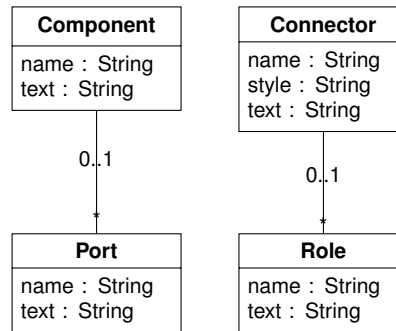 Component
name : String
text : String
0..1
*
Port
name : String
text : String
Connector
name : String
style : String
text : String
0..1
*
Role
name : String
text : String